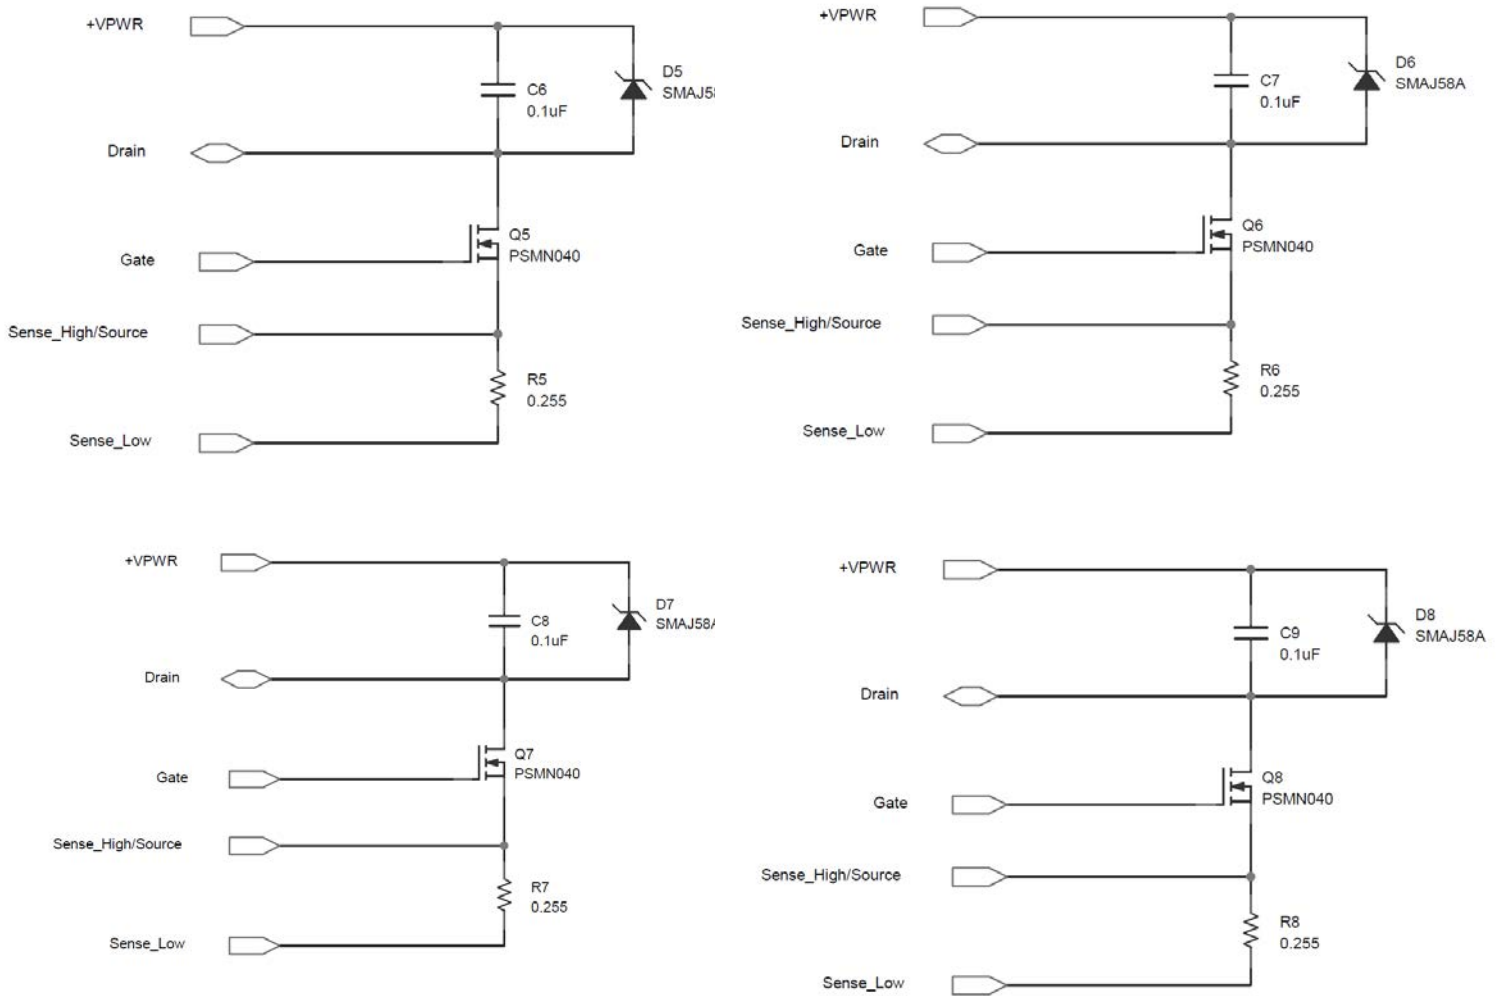 +VPWR
C6
0.1uF
D5
SMAJ58
Drain
Q5
PSMN040
Gate
Sense_High/Source
R5
0.255
Sense_Low
+VPWR
C7
0.1uF
D6
SMAJ58A
Drain
Q6
PSMN040
Gate
Sense_High/Source
R6
0.255
Sense_Low
+VPWR
C8
0.1uF
D7
SMAJ58A
Drain
Q7
PSMN040
Gate
Sense_High/Source
R7
0.255
Sense_Low
+VPWR
C9
0.1uF
D8
SMAJ58A
Drain
Q8
PSMN040
Gate
Sense_High/Source
R8
0.255
Sense_Low